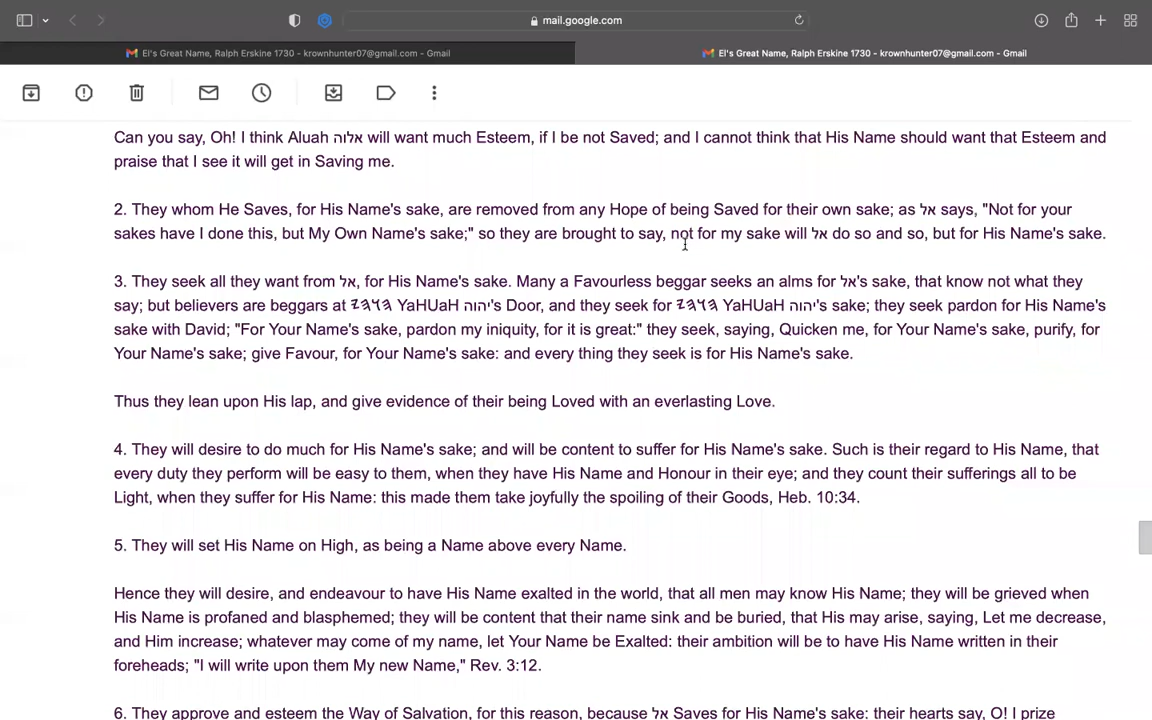 mail.google.com
El's Great Name, Ralph Erskine 1730 - krownhunter07@gmail.com - Gmail
El's Great Name, Ralph Erskine 1730 - krownhunter07@gmail.com - Gmail
Can you say, Oh! I think Aluah אלוה will want much Esteem, if I be not Saved; and I cannot think that His Name should want that Esteem and
praise that I see it will get in Saving me.
2. They whom He Saves, for His Name's sake, are removed from any Hope of being Saved for their own sake; as אל says, "Not for your
sakes have I done this, but My Own Name's sake;" so they are brought to say, not for my sake will אל do so and so, but for His Name's sake.
3. They seek all they want from אל, for His Name's sake. Many a Favourless beggar seeks an alms for אל's sake, that know not what they
say; but believers are beggars at 𐤉𐤄𐤅𐤄 YaHUaH יהוה's Door, and they seek for 𐤉𐤄𐤅𐤄 YaHUaH יהוה's sake; they seek pardon for His Name's
sake with David; "For Your Name's sake, pardon my iniquity, for it is great:" they seek, saying, Quicken me, for Your Name's sake, purify, for
Your Name's sake; give Favour, for Your Name's sake: and every thing they seek is for His Name's sake.
Thus they lean upon His lap, and give evidence of their being Loved with an everlasting Love.
4. They will desire to do much for His Name's sake; and will be content to suffer for His Name's sake. Such is their regard to His Name, that
every duty they perform will be easy to them, when they have His Name and Honour in their eye; and they count their sufferings all to be
Light, when they suffer for His Name: this made them take joyfully the spoiling of their Goods, Heb. 10:34.
5. They will set His Name on High, as being a Name above every Name.
Hence they will desire, and endeavour to have His Name exalted in the world, that all men may know His Name; they will be grieved when
His Name is profaned and blasphemed; they will be content that their name sink and be buried, that His may arise, saying, Let me decrease,
and Him increase; whatever may come of my name, let Your Name be Exalted: their ambition will be to have His Name written in their
foreheads; "I will write upon them My new Name," Rev. 3:12.
6. They approve and esteem the Way of Salvation, for this reason, because אל Saves for His Name's sake: their hearts say, O! I prize